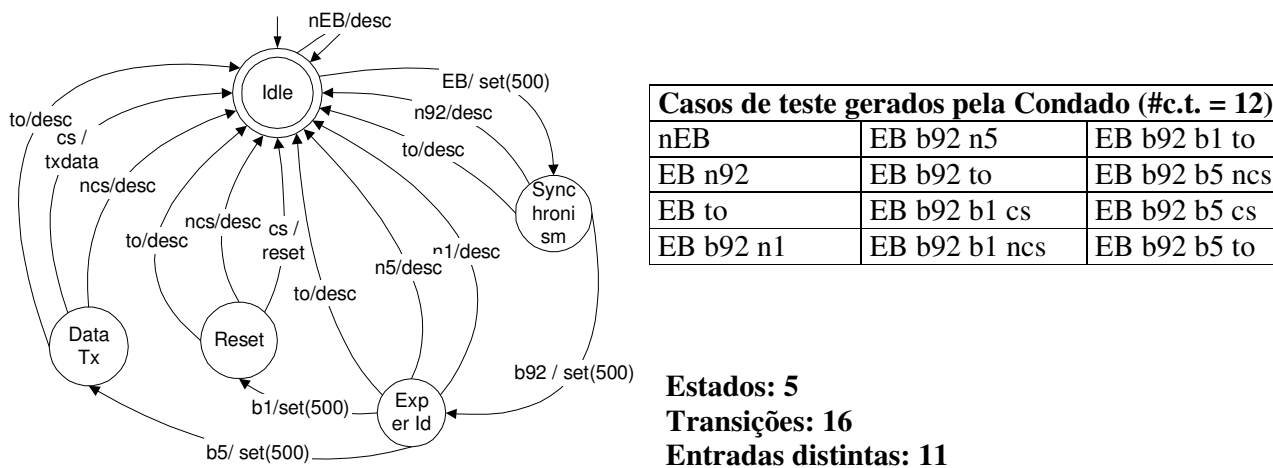 nEB/desc
Idle
EB/ set(500)
n92/desc
to/desc
to/desc
cs /
txdata
ncs/desc
Sync
hroni
sm
ncs/desc
to/desc
cs /
reset
n5/desc
n1/desc
to/desc
Data
Tx
Reset
b92 / set(500)
Exp
er Id
b1/set(500)
b5/ set(500)
Casos de teste gerados pela Condado (#c.t. = 12)
nEB EB b92 n5 EB b92 b1 to
EB n92 EB b92 to EB b92 b5 ncs
EB to EB b92 b1 cs EB b92 b5 cs
EB b92 n1 EB b92 b1 ncs EB b92 b5 to
Estados: 5
Transições: 16
Entradas distintas: 11